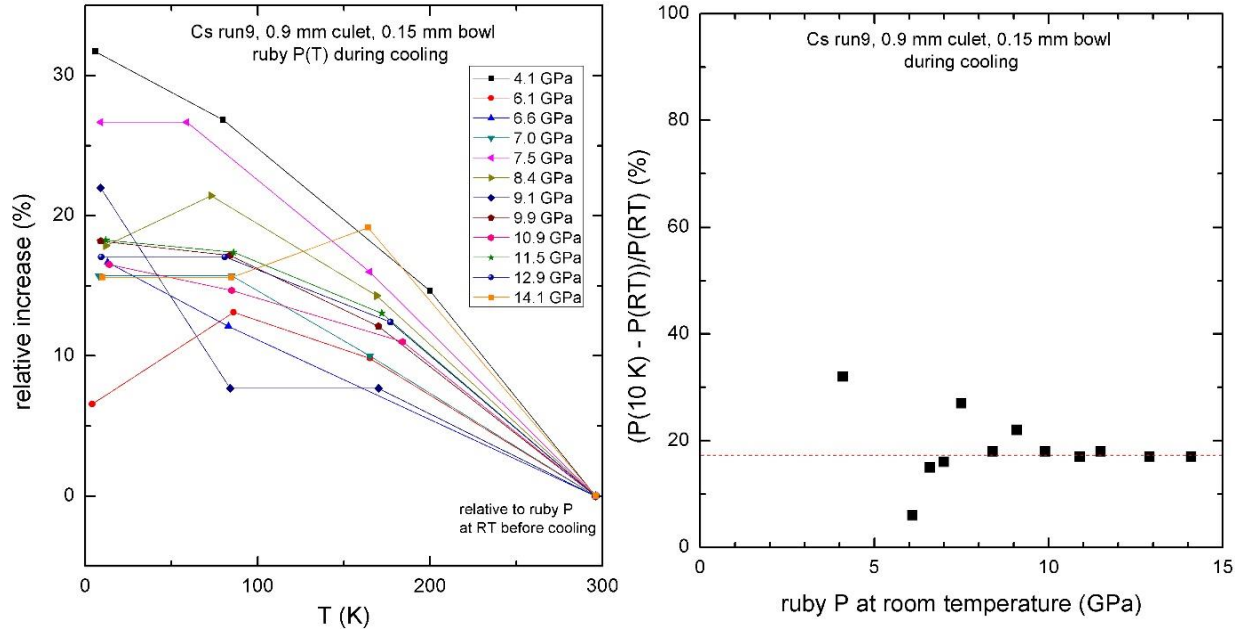 Cs run9, 0.9 mm culet, 0.15 mm bowl
ruby P(T) during cooling
4.1 GPa
6.1 GPa
6.6 GPa
7.0 GPa
7.5 GPa
8.4 GPa
9.1 GPa
9.9 GPa
10.9 GPa
11.5 GPa
12.9 GPa
14.1 GPa
relative increase (%)
30
20
10
0
relative to ruby P
at RT before cooling
0
100
200
300
T (K)
Cs run9, 0.9 mm culet, 0.15 mm bowl
during cooling
(P(10 K) - P(RT))/P(RT) (%)
100
80
60
40
20
0
0
5
10
15
ruby P at room temperature (GPa)